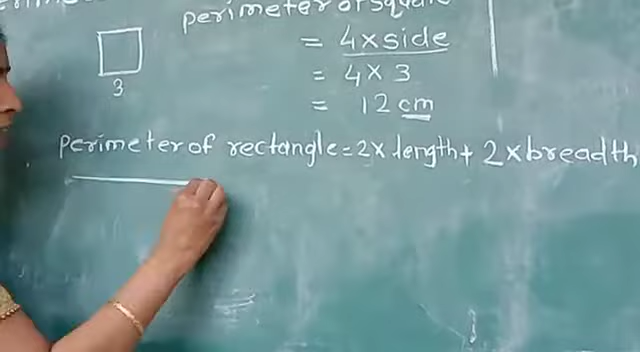 perimeter of square
= 4 x side
= 4 x 3
3
= 12 cm
perimeter of rectangle = 2 x length + 2 x breadth